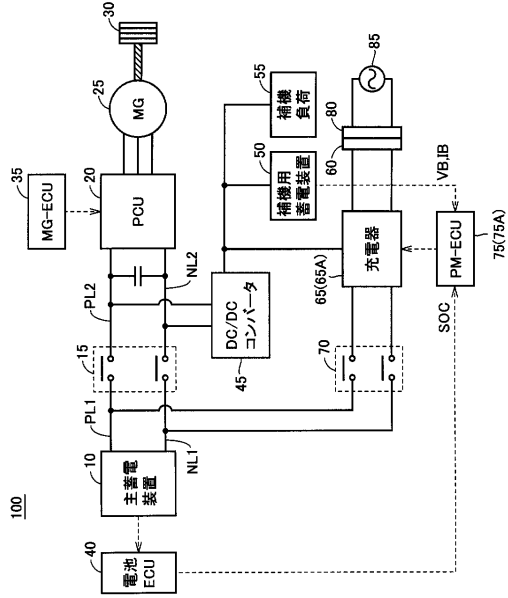 100
40
電池
ECU
10
主蓄電
装置
PL1
NL1
15
PL2
NL2
35
MG-ECU
20
PCU
25
MG
30
45
DC/DC
コンバータ
50
補機用
蓄電装置
55
補機
負荷
60
80
85
65(65A)
充電器
70
VB,IB
PM-ECU
75(75A)
SOC